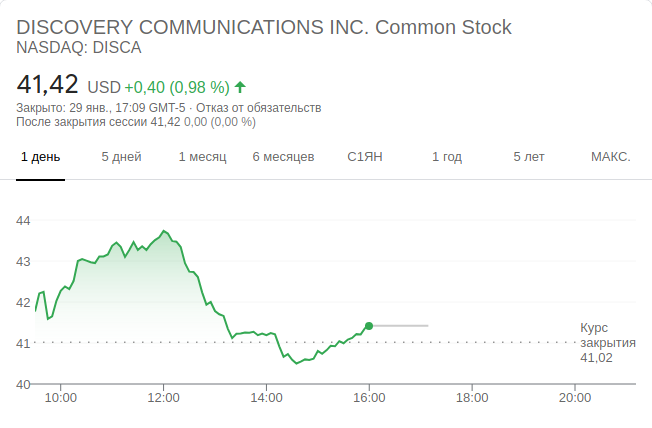 DISCOVERY COMMUNICATIONS INC. Common Stock
NASDAQ: DISCA
41,42 USD +0,40 (0,98 %)
Закрыто: 29 янв., 17:09 GMT-5 · Отказ от обязательств
После закрытия сессии 41,42 0,00 (0,00 %)
1 день 5 дней 1 месяц 6 месяцев С1ЯН 1 год 5 лет МАКС.
44
43
42
41
40
Курс
закрытия
41,02
10:00 12:00 14:00 16:00 18:00 20:00